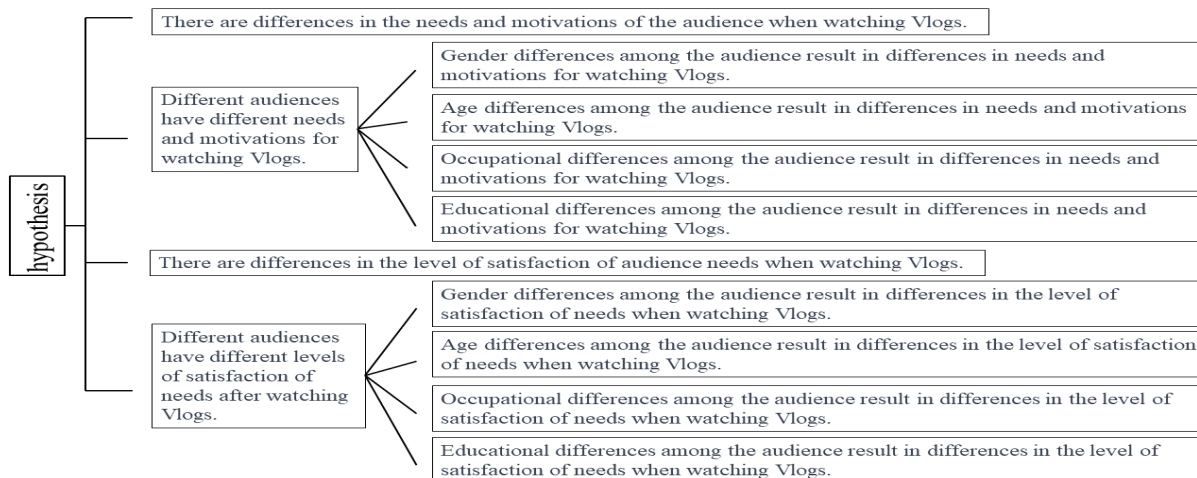 There are differences in the needs and motivations of the audience when watching Vlogs.
Gender differences among the audience result in differences in needs and
motivations for watching Vlogs.
Different audiences
have different needs
and motivations for
watching Vlogs.
Age differences among the audience result in differences in needs and motivations
for watching Vlogs.
Occupational differences among the audience result in differences in needs and
motivations for watching Vlogs.
Educational differences among the audience result in differences in needs and
motivations for watching Vlogs.
hypothesis
There are differences in the level of satisfaction of audience needs when watching Vlogs.
Gender differences among the audience result in differences in the level of
satisfaction of needs when watching Vlogs.
Different audiences
have different levels
of satisfaction of
needs after watching
Vlogs.
Age differences among the audience result in differences in the level of satisfaction
of needs when watching Vlogs.
Occupational differences among the audience result in differences in the level of
satisfaction of needs when watching Vlogs.
Educational differences among the audience result in differences in the level of
satisfaction of needs when watching Vlogs.